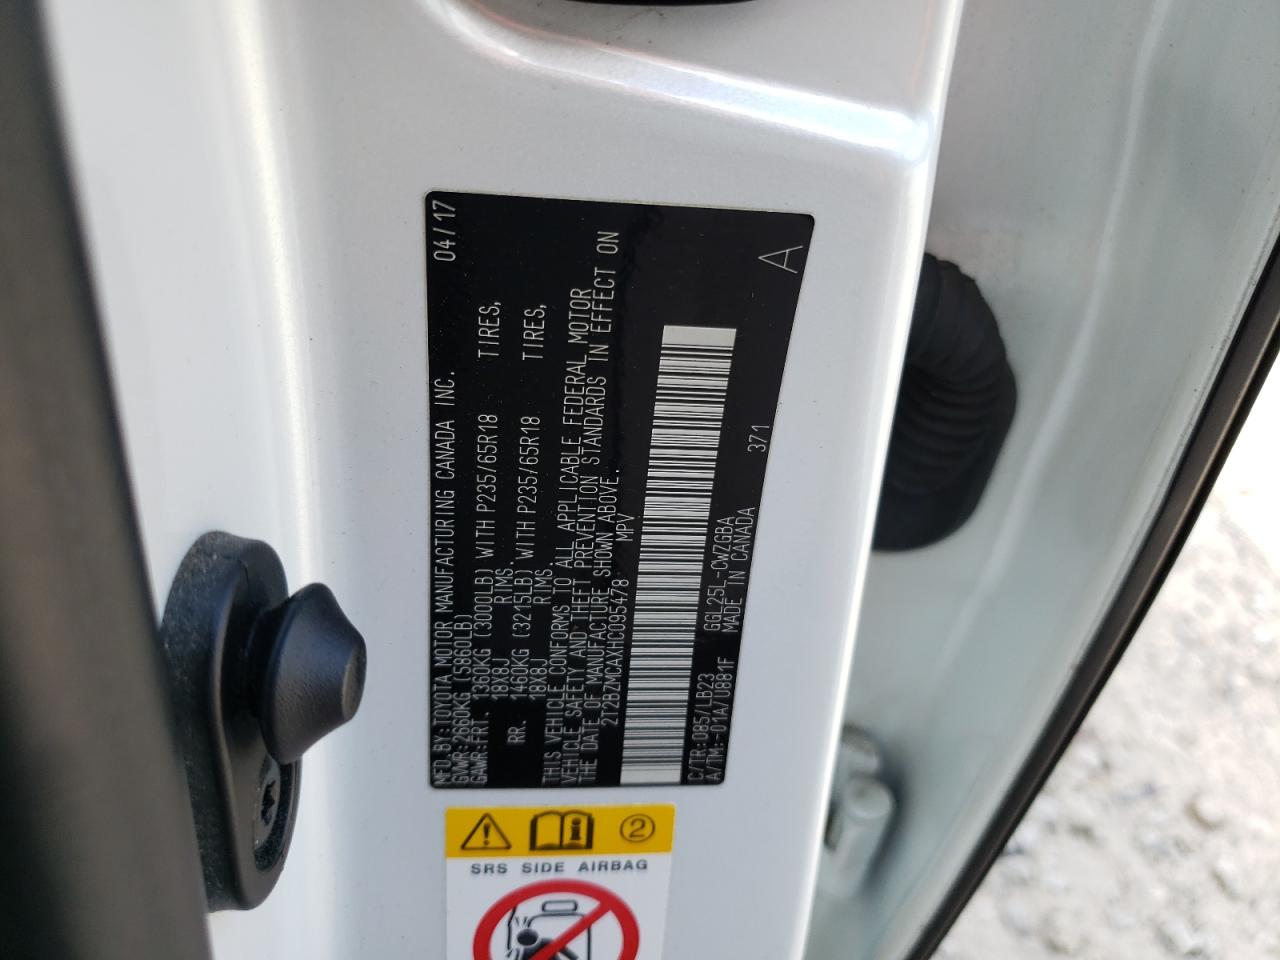 MFD. BY: TOYOTA MOTOR MANUFACTURING CANADA INC. 04/17
GVWR: 2660KG (5860LB)
GAWR: FRT. 1360KG (3000LB) WITH P235/65R18 TIRES,
18X8J RIMS.
RR. 1460KG (3215LB) WITH P235/65R18 TIRES,
18X8J RIMS.
THIS VEHICLE CONFORMS TO ALL APPLICABLE FEDERAL MOTOR
VEHICLE SAFETY AND THEFT PREVENTION STANDARDS IN EFFECT ON
THE DATE OF MANUFACTURE SHOWN ABOVE.
2T2BZMCAXHC095478 MPV
C/TR: 085/LB23 GGL25L-CWZGBA 371 A
A/TM: -01A/U881F MADE IN CANADA
2
SRS SIDE AIRBAG